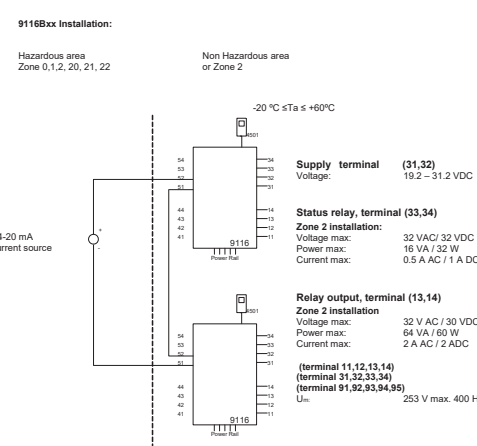 9116Bxx Installation:
Hazardous area
Zone 0,1,2, 20, 21, 22
Non Hazardous area
or Zone 2
-20 ºC ≤Ta ≤ +60ºC
4501
54
53
52
51
44
43
42
41
34
33
32
31
14
13
12
11
9116
Power Rail
4-20 mA
current source
+
-
4501
54
53
52
51
44
43
42
41
34
33
32
31
14
13
12
11
9116
Power Rail
Supply terminal (31,32)
Voltage: 19.2 – 31.2 VDC
Status relay, terminal (33,34)
Zone 2 installation:
Voltage max: 32 VAC/ 32 VDC
Power max: 16 VA / 32 W
Current max: 0.5 A AC / 1 A DC
Relay output, terminal (13,14)
Zone 2 installation
Voltage max: 32 V AC / 30 VDC
Power max: 64 VA / 60 W
Current max: 2 A AC / 2 ADC
(terminal 11,12,13,14)
(terminal 31,32,33,34)
(terminal 91,92,93,94,95)
Um: 253 V max. 400 H